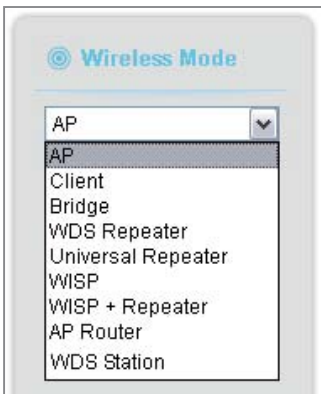 Wireless Mode
AP
AP
Client
Bridge
WDS Repeater
Universal Repeater
WISP
WISP + Repeater
AP Router
WDS Station